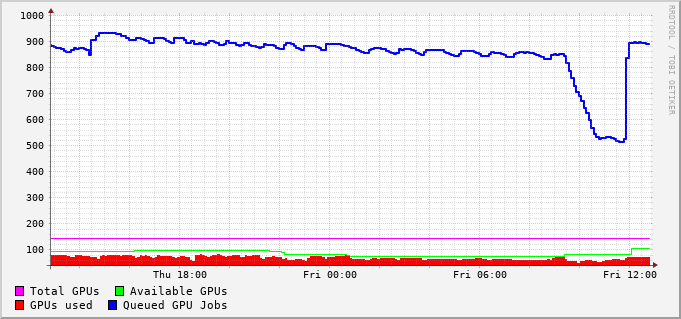 1000
900
800
700
600
500
400
300
200
100
Thu 18:00 Fri 00:00 Fri 06:00 Fri 12:00
Total GPUs Available GPUs
GPUs used Queued GPU Jobs
RRDTOOL / TOBI OETIKER